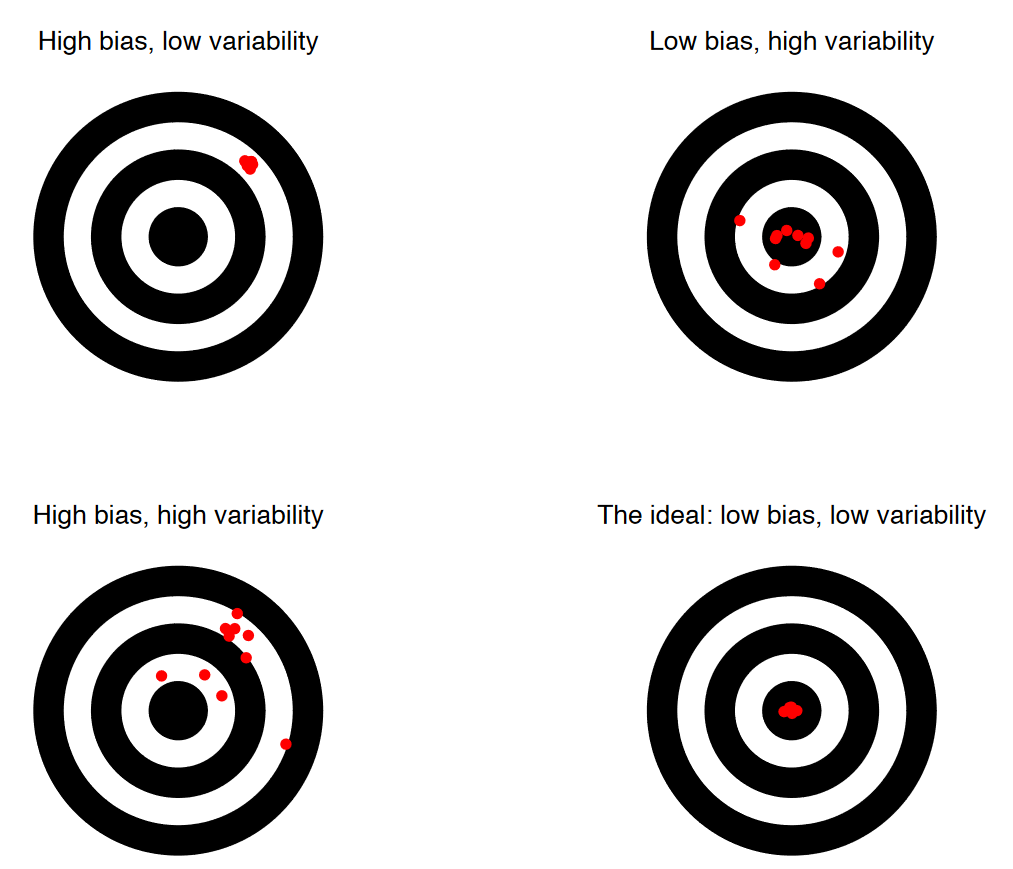 High bias, low variability
Low bias, high variability
High bias, high variability
The ideal: low bias, low variability